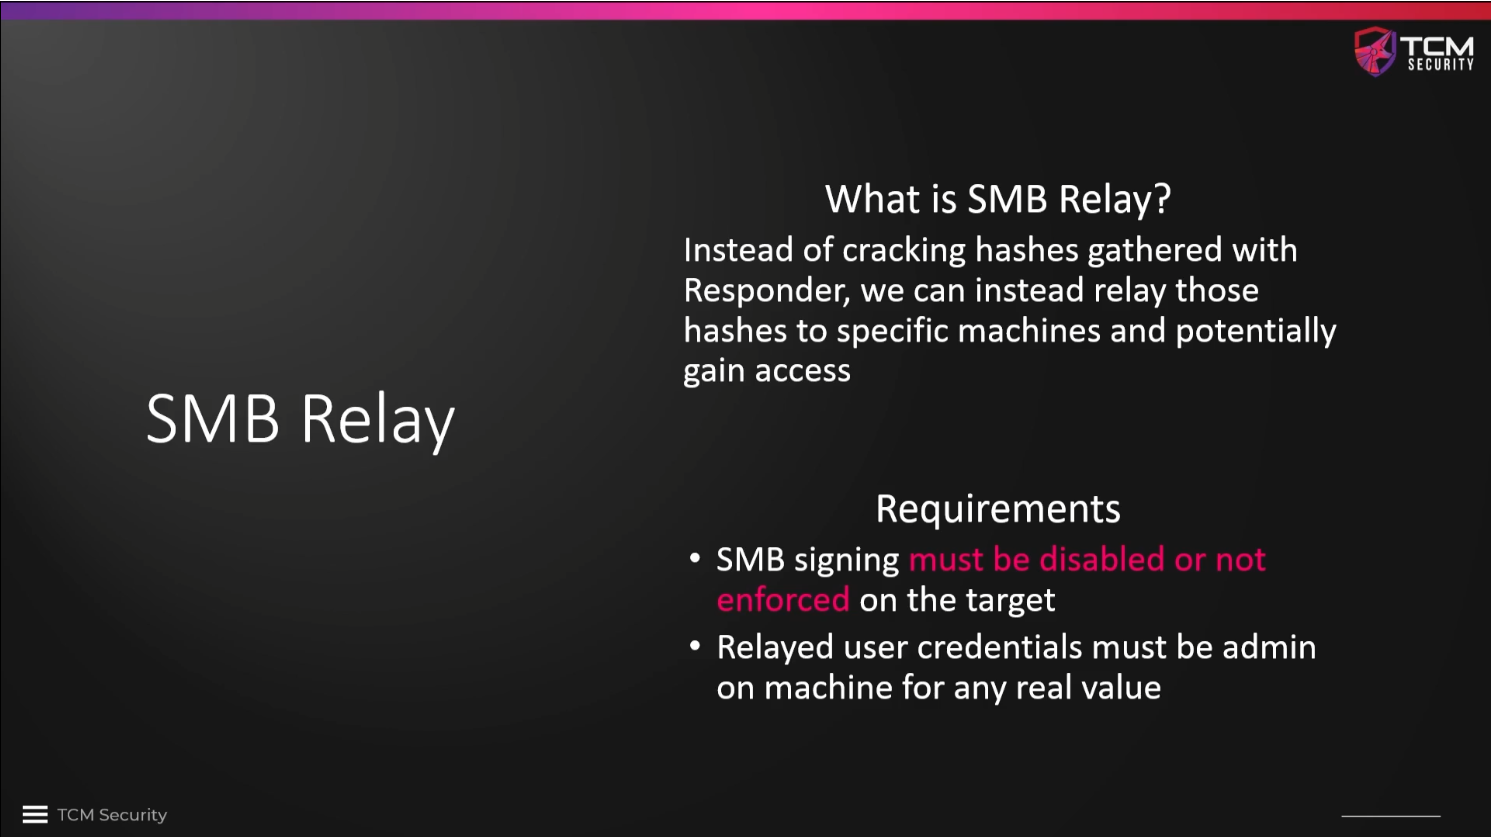 TCM
SECURITY
SMB Relay
What is SMB Relay?
Instead of cracking hashes gathered with
Responder, we can instead relay those
hashes to specific machines and potentially
gain access
Requirements
• SMB signing must be disabled or not
enforced on the target
• Relayed user credentials must be admin
on machine for any real value
TCM Security